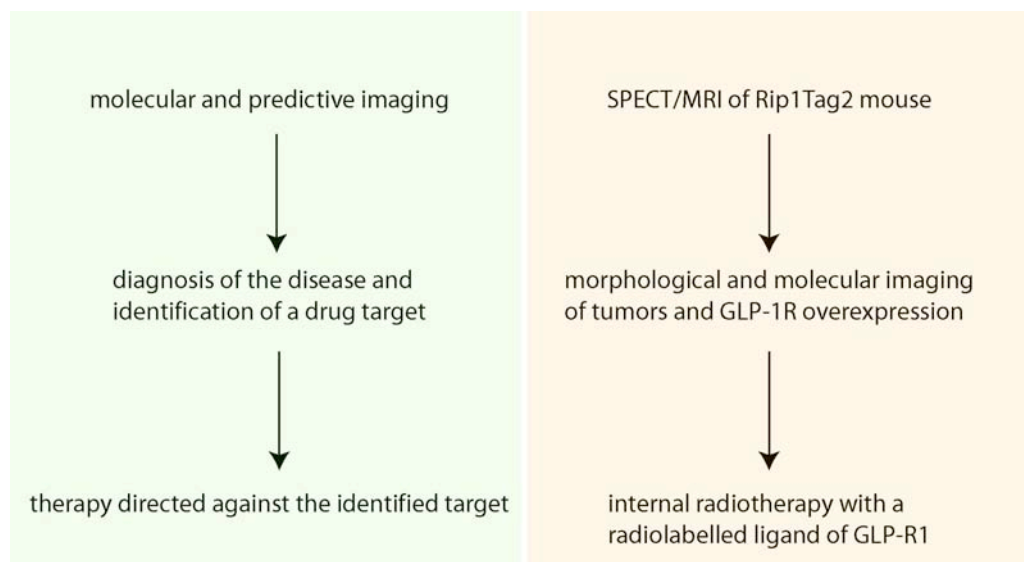 molecular and predictive imaging
diagnosis of the disease and
identification of a drug target
therapy directed against the identified target
SPECT/MRI of Rip1Tag2 mouse
morphological and molecular imaging
of tumors and GLP-1R overexpression
internal radiotherapy with a
radiolabelled ligand of GLP-R1